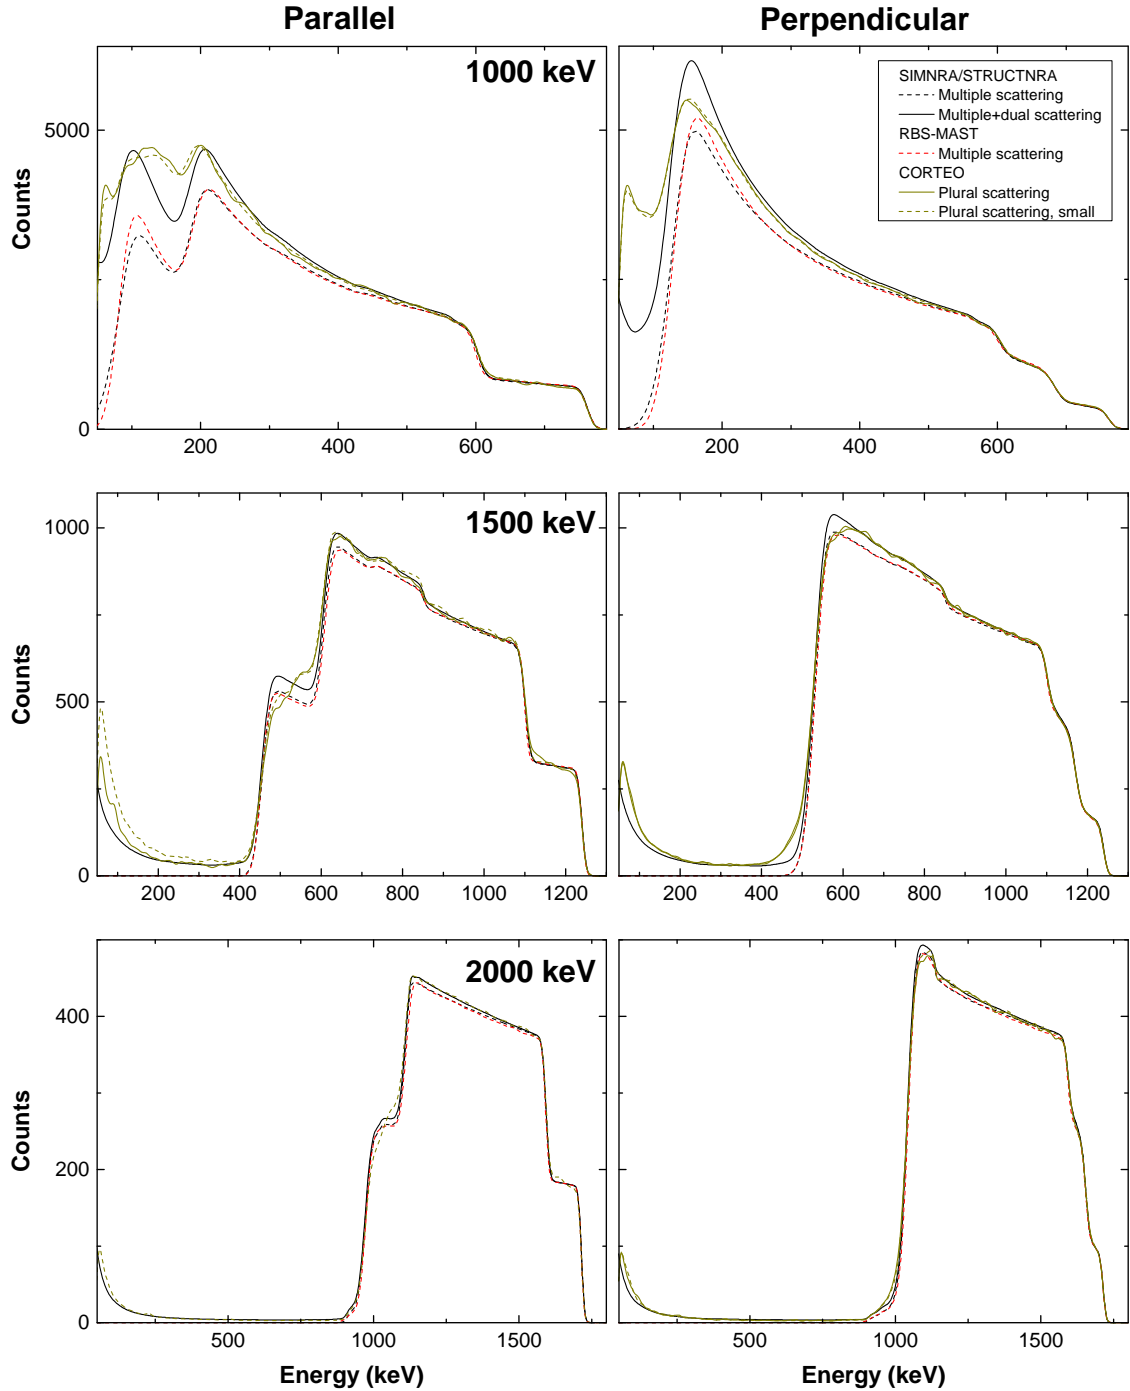 Parallel
Perpendicular
1000 keV
SIMNRA/STRUCTNRA
Multiple scattering
Multiple+dual scattering
RBS-MAST
Multiple scattering
CORTEO
Plural scattering
Plural scattering, small
5000
0
Counts
200
400
600
200
400
600
1500 keV
1000
500
0
Counts
200
400
600
800
1000
1200
200
400
600
800
1000
1200
2000 keV
400
200
0
Counts
500
1000
1500
500
1000
1500
Energy (keV)
Energy (keV)